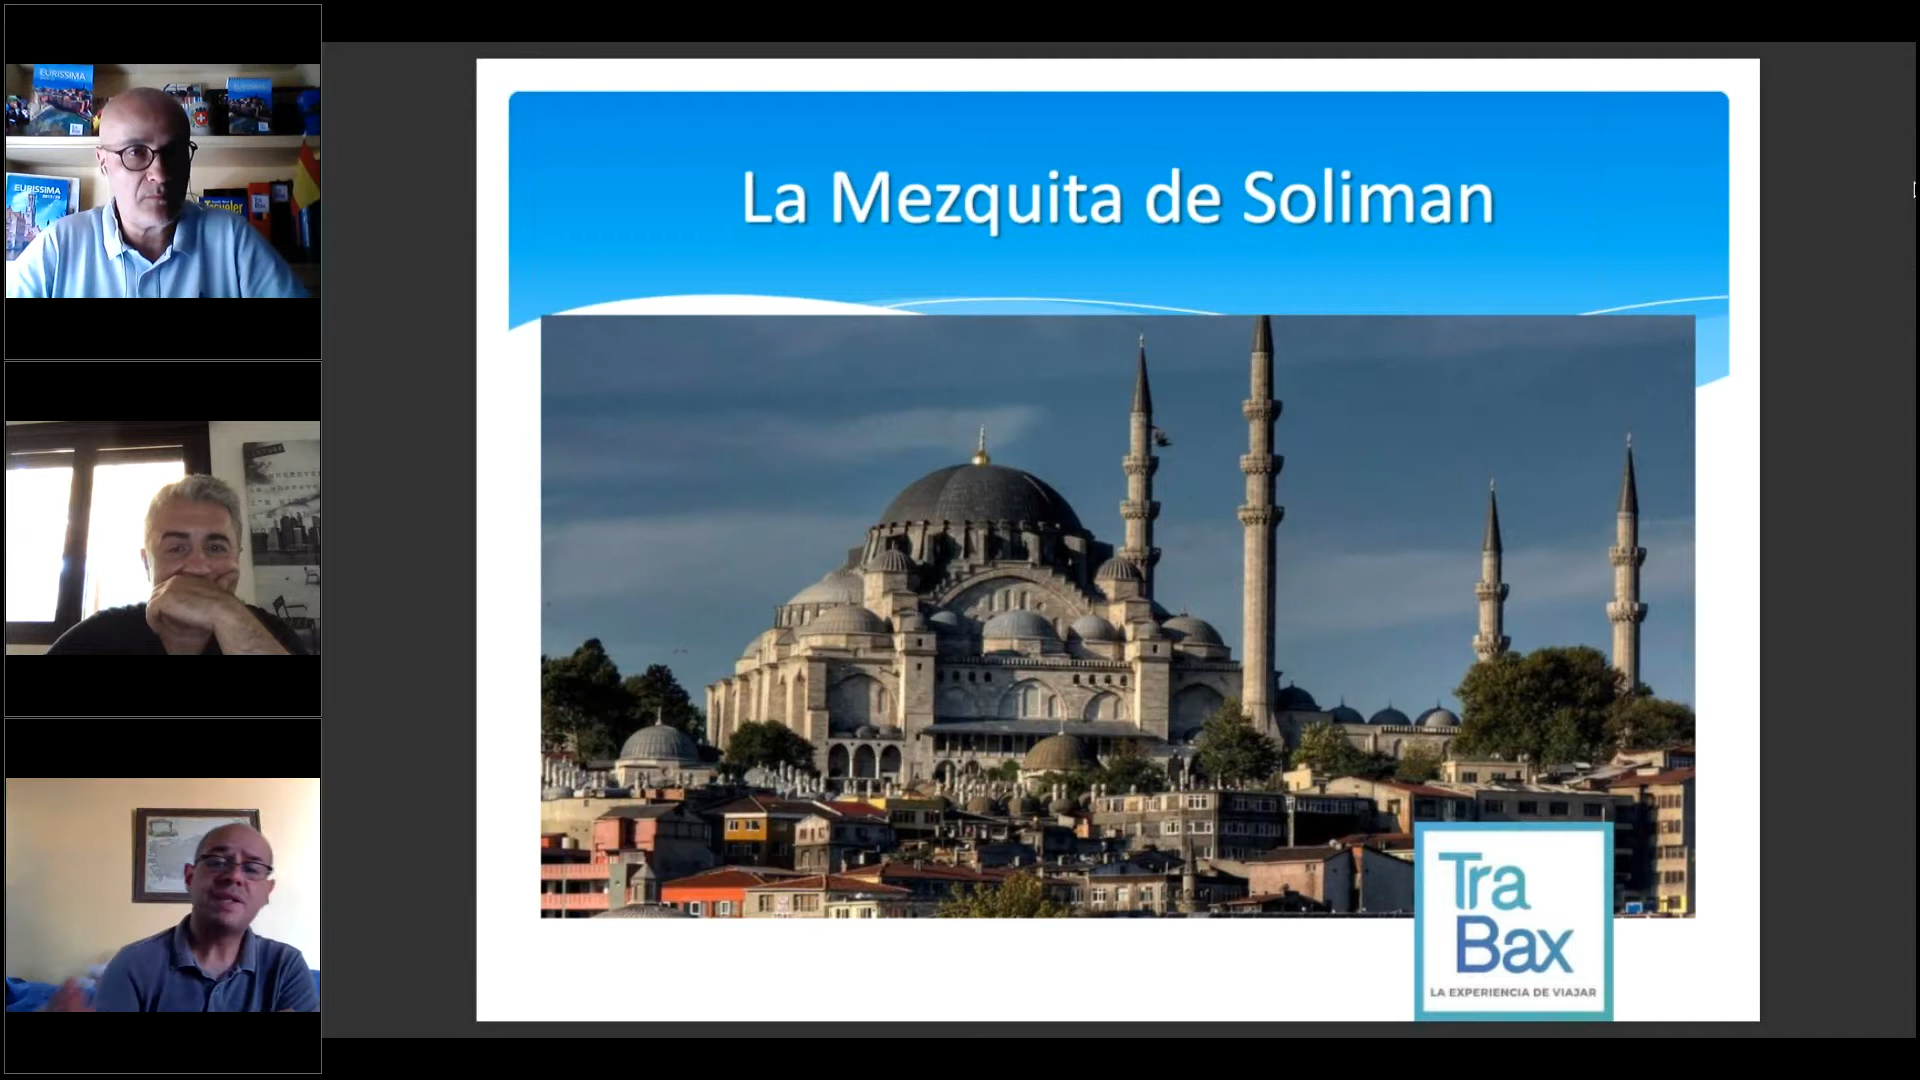 EURISSIMA
EURISSIMA
La Mezquita de Soliman
Tra
Bax
LA EXPERIENCIA DE VIAJAR